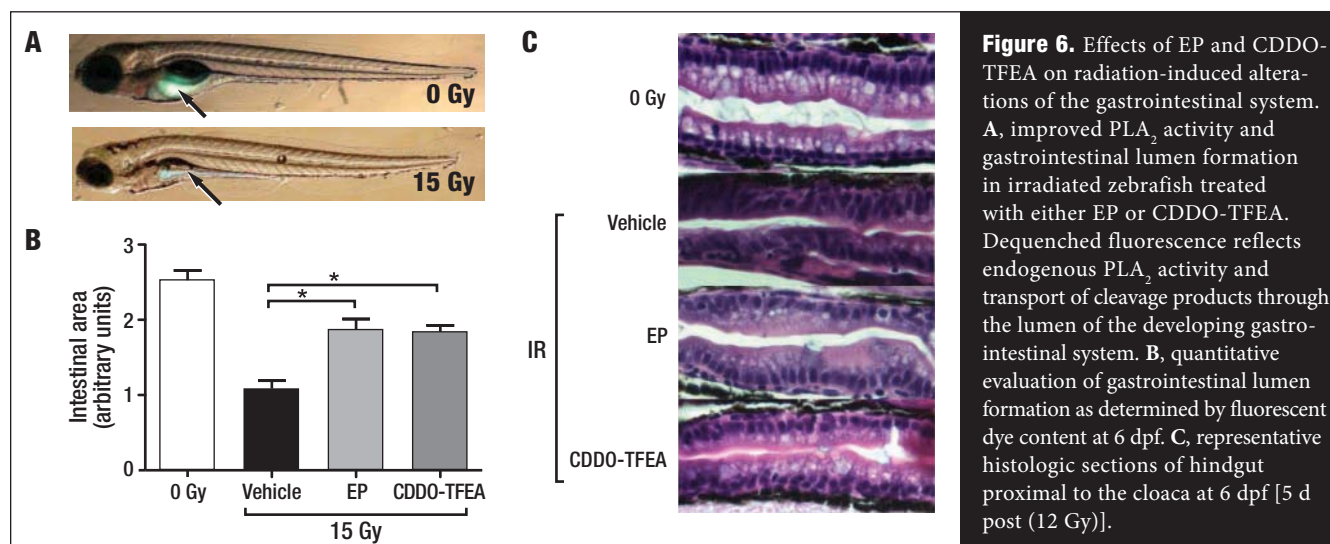 A
0 Gy
15 Gy
B
3
2
1
0
Intestinal area
(arbitrary units)
*
*
0 Gy
Vehicle
EP
CDDO-TFEA
15 Gy
C
0 Gy
Vehicle
EP
CDDO-TFEA
IR
Figure 6. Effects of EP and CDDO-
TFEA on radiation-induced altera-
tions of the gastrointestinal system.
A, improved PLA₂ activity and
gastrointestinal lumen formation
in irradiated zebrafish treated
with either EP or CDDO-TFEA.
Dequenched fluorescence reflects
endogenous PLA₂ activity and
transport of cleavage products through
the lumen of the developing gastro-
intestinal system. B, quantitative
evaluation of gastrointestinal lumen
formation as determined by fluorescent
dye content at 6 dpf. C, representative
histologic sections of hindgut
proximal to the cloaca at 6 dpf [5 d
post (12 Gy)].